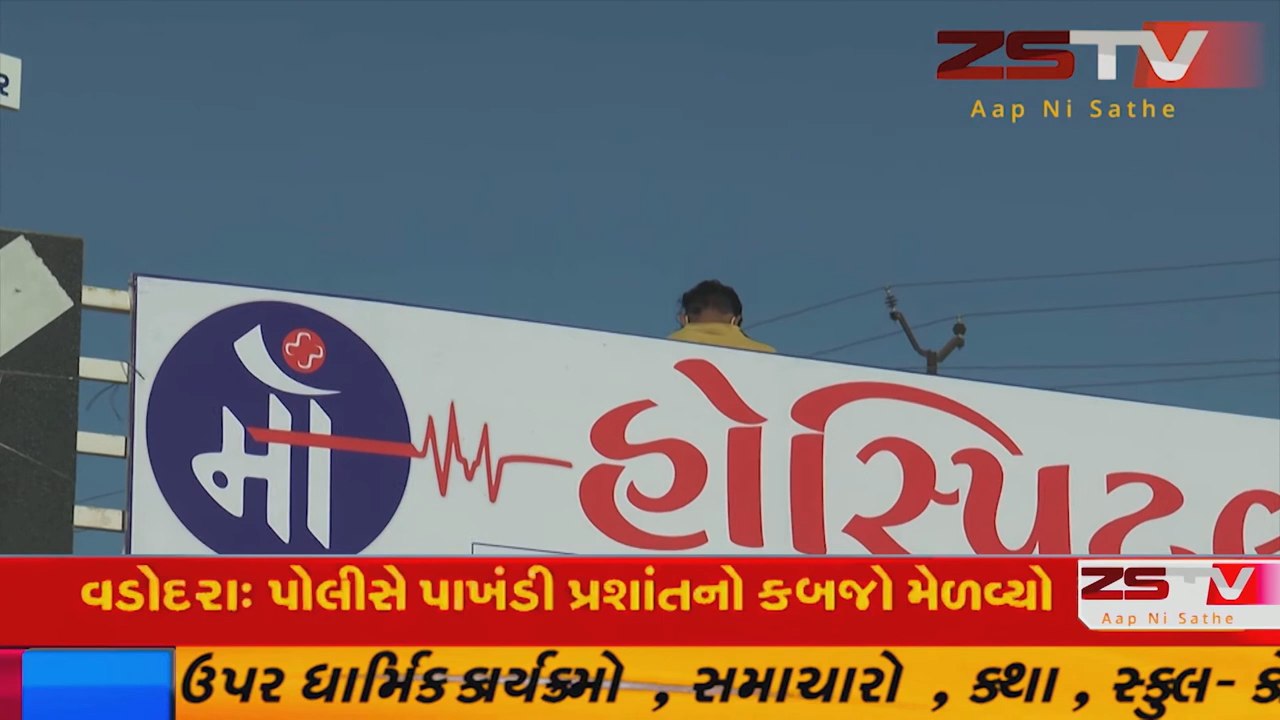 ૨
ZSTV
Aap Ni Sathe
માઁ
હોસ્પિટલ
વડોદરાઃ પોલીસે પાખંડી પ્રશાંતનો કબજો મેળવ્યો
ZSTV
Aap Ni Sathe
ઉપર ધાર્મિક કાર્યક્રમો , સમાચારો , કથા , સ્કુલ-